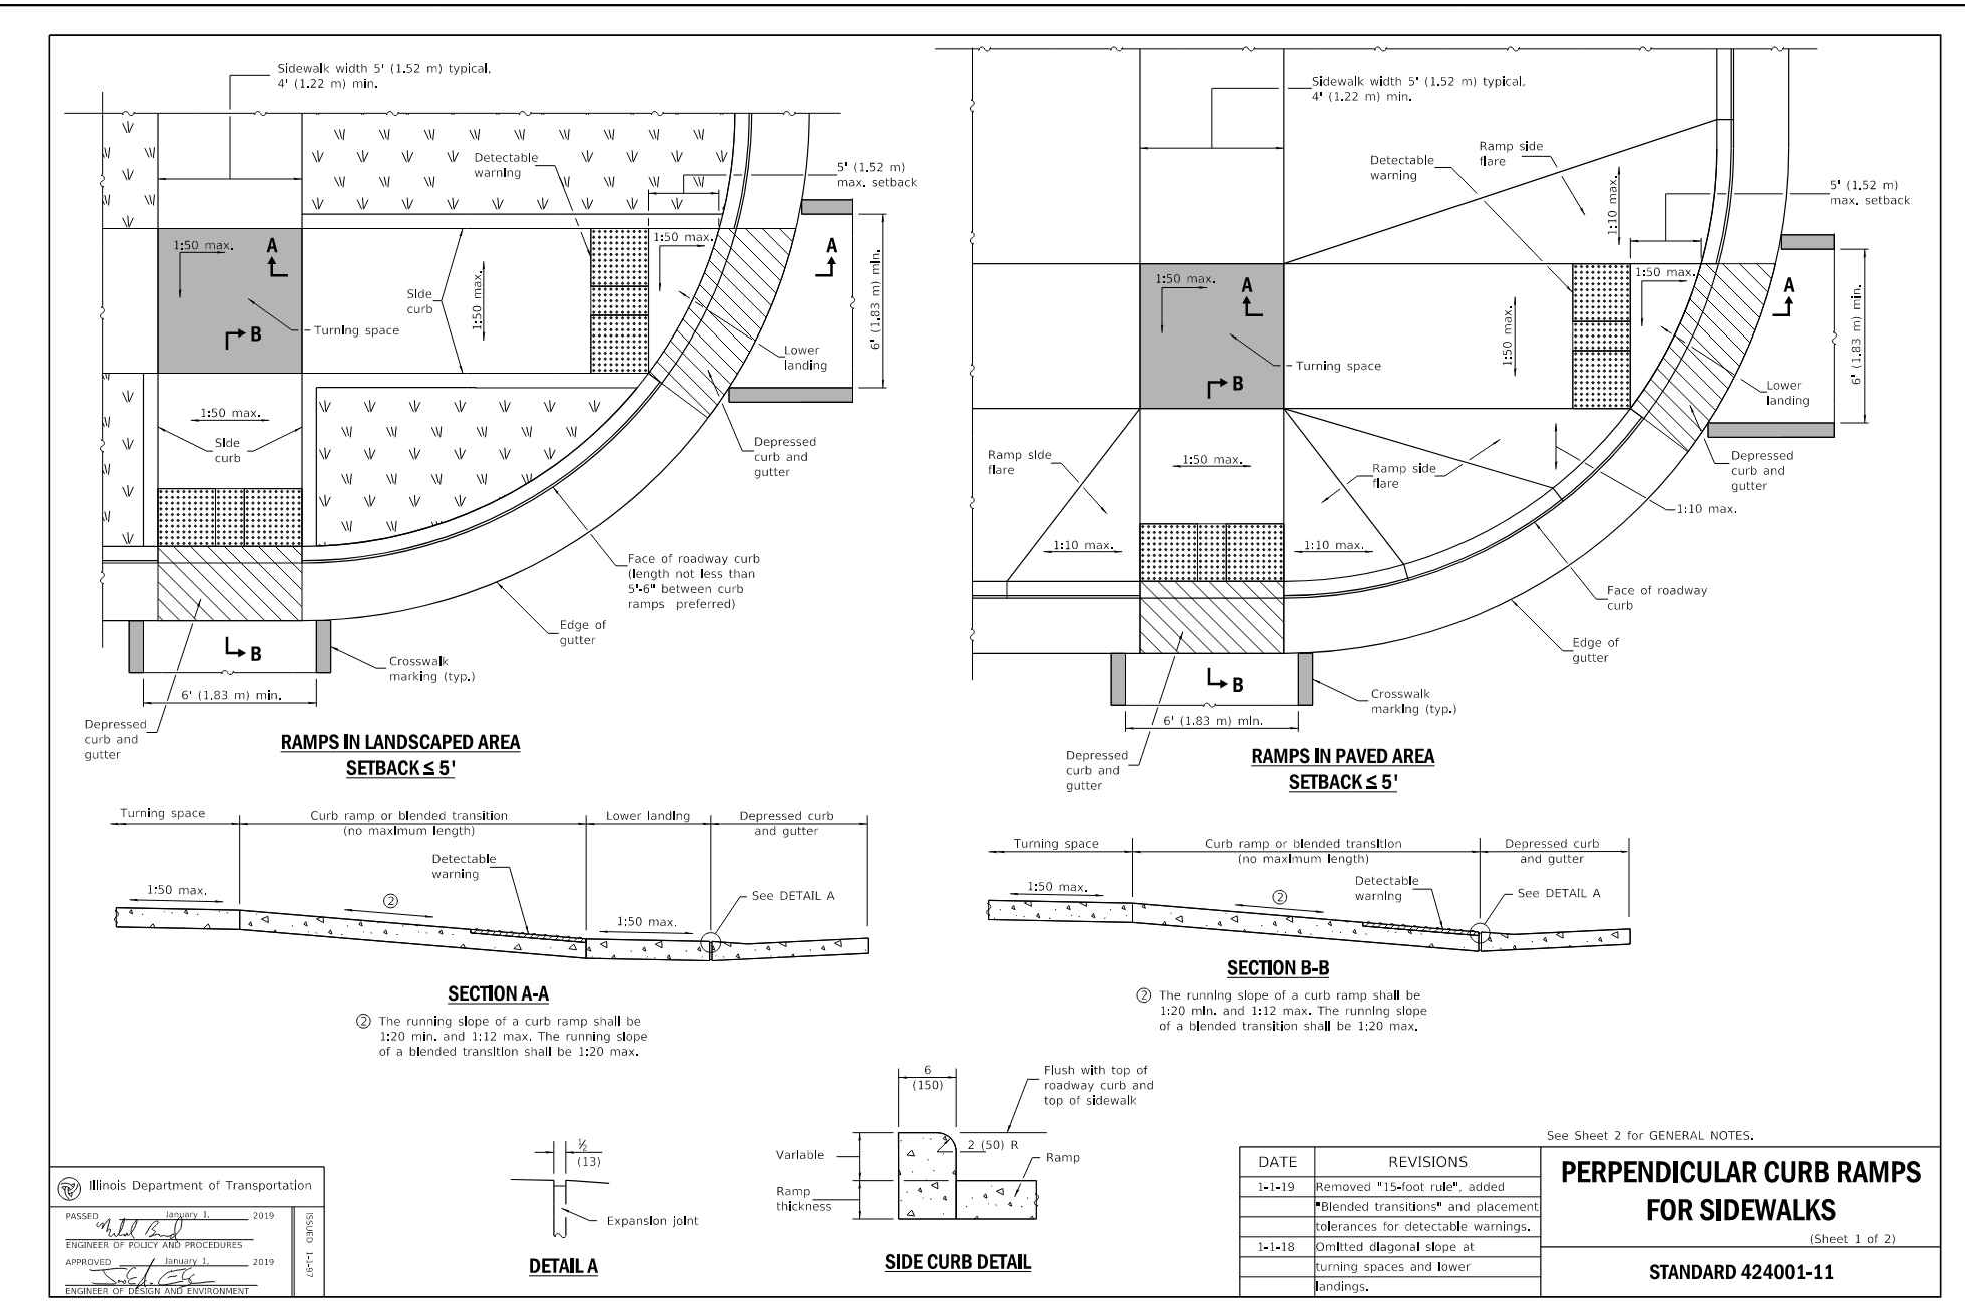 Sidewalk width 5' (1.52 m) typical.
4' (1.22 m) min.
Detectable
warning
5' (1.52 m)
max. setback
1:50 max.
A
1:50 max.
A
Side
curb
1:50 max.
6' (1.83 m) min.
Turning space
B
Lower
landing
1:50 max.
Side
curb
Depressed
curb and
gutter
Face of roadway curb
(length not less than
5'-6" between curb
ramps preferred)
Edge of
gutter
B
Crosswalk
marking (typ.)
6' (1.83 m) min.
Depressed
curb and
gutter
RAMPS IN LANDSCAPED AREA
SETBACK ≤ 5'
Sidewalk width 5' (1.52 m) typical.
4' (1.22 m) min.
Ramp side
flare
Detectable
warning
1:10 max.
5' (1.52 m)
max. setback
1:50 max.
A
1:50 max.
A
1:50 max.
6' (1.83 m) min.
Turning space
B
Lower
landing
Ramp side
flare
1:50 max.
Ramp side
flare
Depressed
curb and
gutter
1:10 max.
1:10 max.
1:10 max.
Face of roadway
curb
Edge of
gutter
B
Crosswalk
marking (typ.)
6' (1.83 m) min.
Depressed
curb and
gutter
RAMPS IN PAVED AREA
SETBACK ≤ 5'
Turning space
Curb ramp or blended transition
(no maximum length)
Lower landing
Depressed curb
and gutter
Detectable
warning
1:50 max.
②
See DETAIL A
1:50 max.
SECTION A-A
② The running slope of a curb ramp shall be
1:20 min. and 1:12 max. The running slope
of a blended transition shall be 1:20 max.
Turning space
Curb ramp or blended transition
(no maximum length)
Depressed curb
and gutter
Detectable
warning
1:50 max.
②
See DETAIL A
SECTION B-B
② The running slope of a curb ramp shall be
1:20 min. and 1:12 max. The running slope
of a blended transition shall be 1:20 max.
½
(13)
Expansion joint
DETAIL A
6
(150)
Flush with top of
roadway curb and
top of sidewalk
Variable
2 (50) R
Ramp
Ramp
thickness
SIDE CURB DETAIL
See Sheet 2 for GENERAL NOTES.
Illinois Department of Transportation
PASSED January 1, 2019
ENGINEER OF POLICY AND PROCEDURES
APPROVED January 1, 2019
ENGINEER OF DESIGN AND ENVIRONMENT
ISSUED 1-1-97
DATE REVISIONS
1-1-19 Removed "15-foot rule", added
"Blended transitions" and placement
tolerances for detectable warnings.
1-1-18 Omitted diagonal slope at
turning spaces and lower
landings.
PERPENDICULAR CURB RAMPS
FOR SIDEWALKS
(Sheet 1 of 2)
STANDARD 424001-11